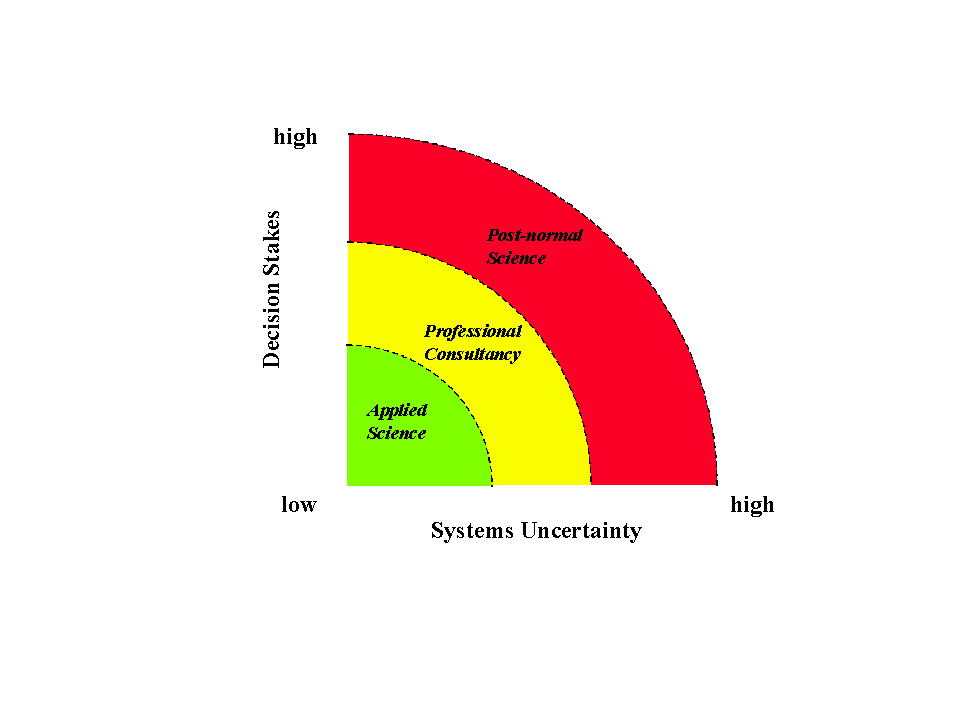 high
Decision Stakes
Post-normal
Science
Professional
Consultancy
Applied
Science
low
high
Systems Uncertainty